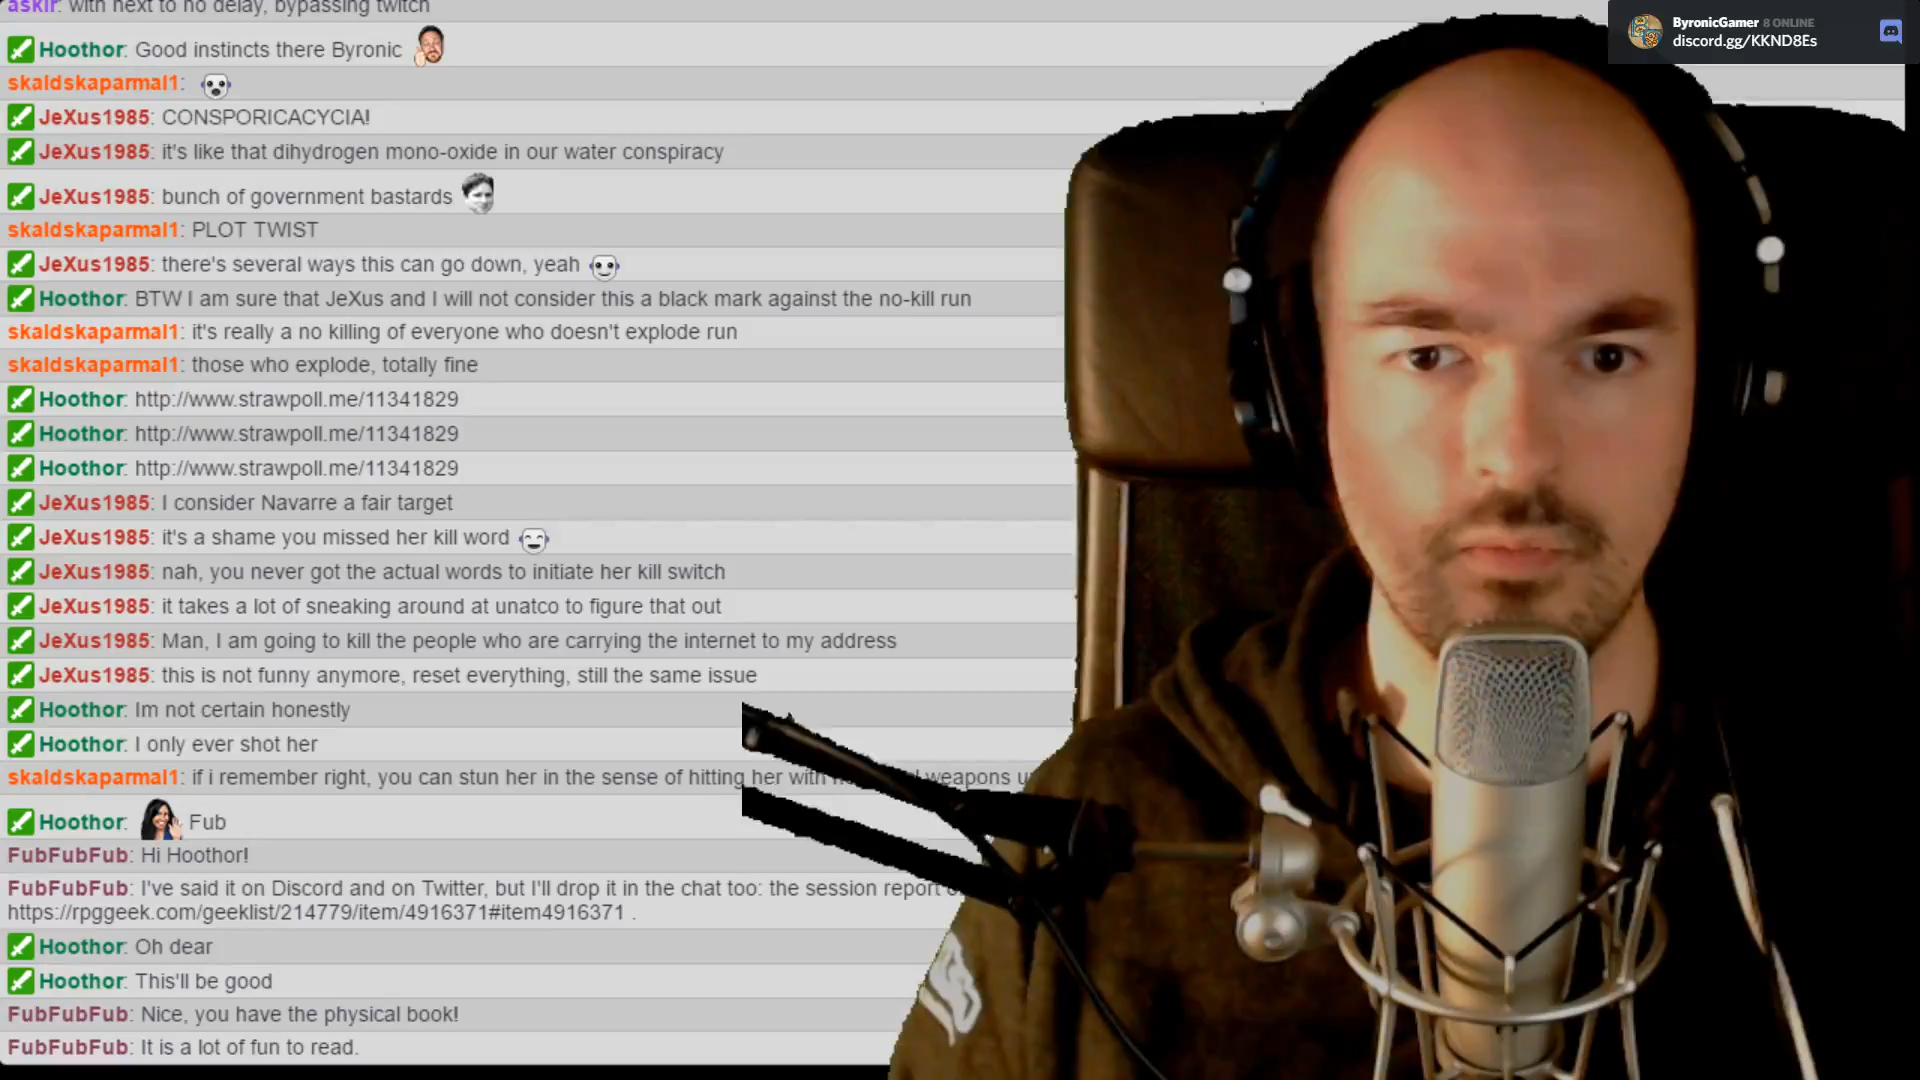 askir: with next to no delay, bypassing twitch
ByronicGamer 8 ONLINE
discord.gg/KKND8Es
Hoothor: Good instincts there Byronic
skaldskaparmal1:
JeXus1985: CONSPORICACYCIA!
JeXus1985: it's like that dihydrogen mono-oxide in our water conspiracy
JeXus1985: bunch of government bastards
skaldskaparmal1: PLOT TWIST
JeXus1985: there's several ways this can go down, yeah
Hoothor: BTW I am sure that JeXus and I will not consider this a black mark against the no-kill run
skaldskaparmal1: it's really a no killing of everyone who doesn't explode run
skaldskaparmal1: those who explode, totally fine
Hoothor: http://www.strawpoll.me/11341829
Hoothor: http://www.strawpoll.me/11341829
Hoothor: http://www.strawpoll.me/11341829
JeXus1985: I consider Navarre a fair target
JeXus1985: it's a shame you missed her kill word
JeXus1985: nah, you never got the actual words to initiate her kill switch
JeXus1985: it takes a lot of sneaking around at unatco to figure that out
JeXus1985: Man, I am going to kill the people who are carrying the internet to my address
JeXus1985: this is not funny anymore, reset everything, still the same issue
Hoothor: Im not certain honestly
Hoothor: I only ever shot her
skaldskaparmal1: if i remember right, you can stun her in the sense of hitting her with weapons
Hoothor: Fub
FubFubFub: Hi Hoothor!
FubFubFub: I've said it on Discord and on Twitter, but I'll drop it in the chat too: the session report
https://rpggeek.com/geeklist/214779/item/4916371#item4916371 .
Hoothor: Oh dear
Hoothor: This'll be good
FubFubFub: Nice, you have the physical book!
FubFubFub: It is a lot of fun to read.